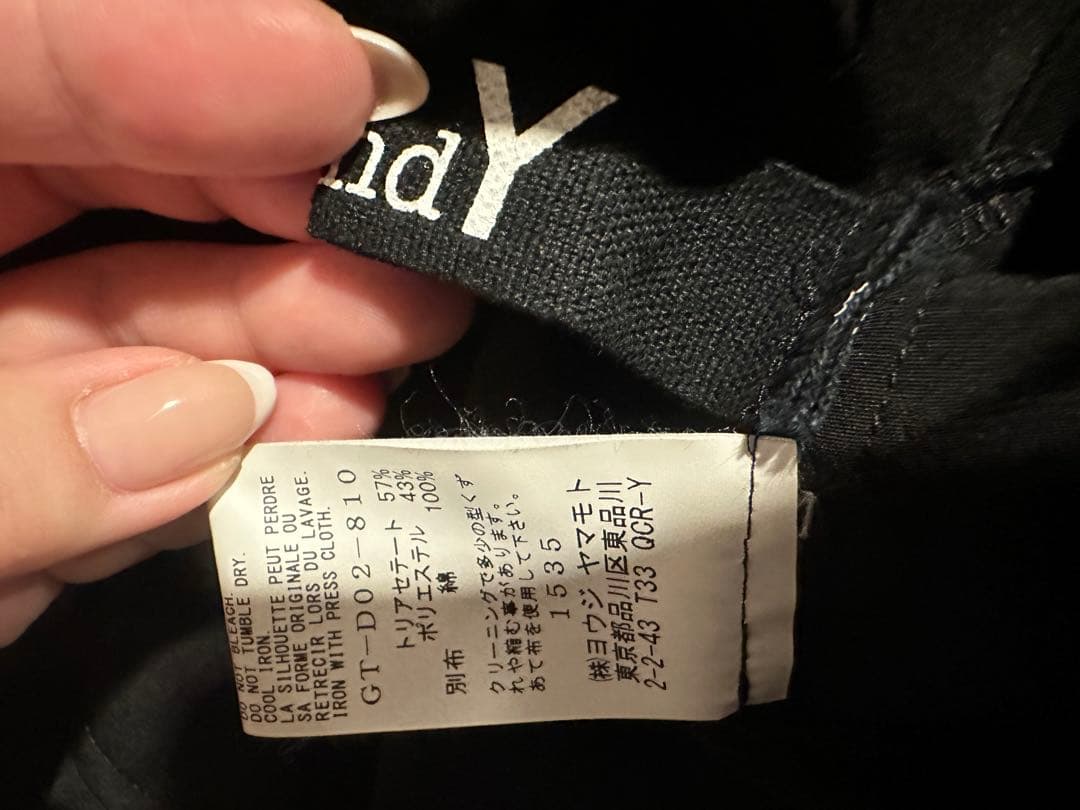 nd Y
DO NOT BLEACH.
DO NOT TUMBLE DRY.
COOL IRON.
LA SILHOUETTE PEUT PERDRE
SA FORME ORIGINALE OU
RETRECIR LORS DU LAVAGE.
IRON WITH PRESS CLOTH.
GT-D02-810
トリアセテート 57%
ポリエステル 43%
別布 綿 100%
クリーニングで多少の型くず
れや縮む事があります。
あて布を使用して下さい。
1535
㈱ヨウジ ヤマモト
東京都品川区東品川
2-2-43 T33 QCR-Y